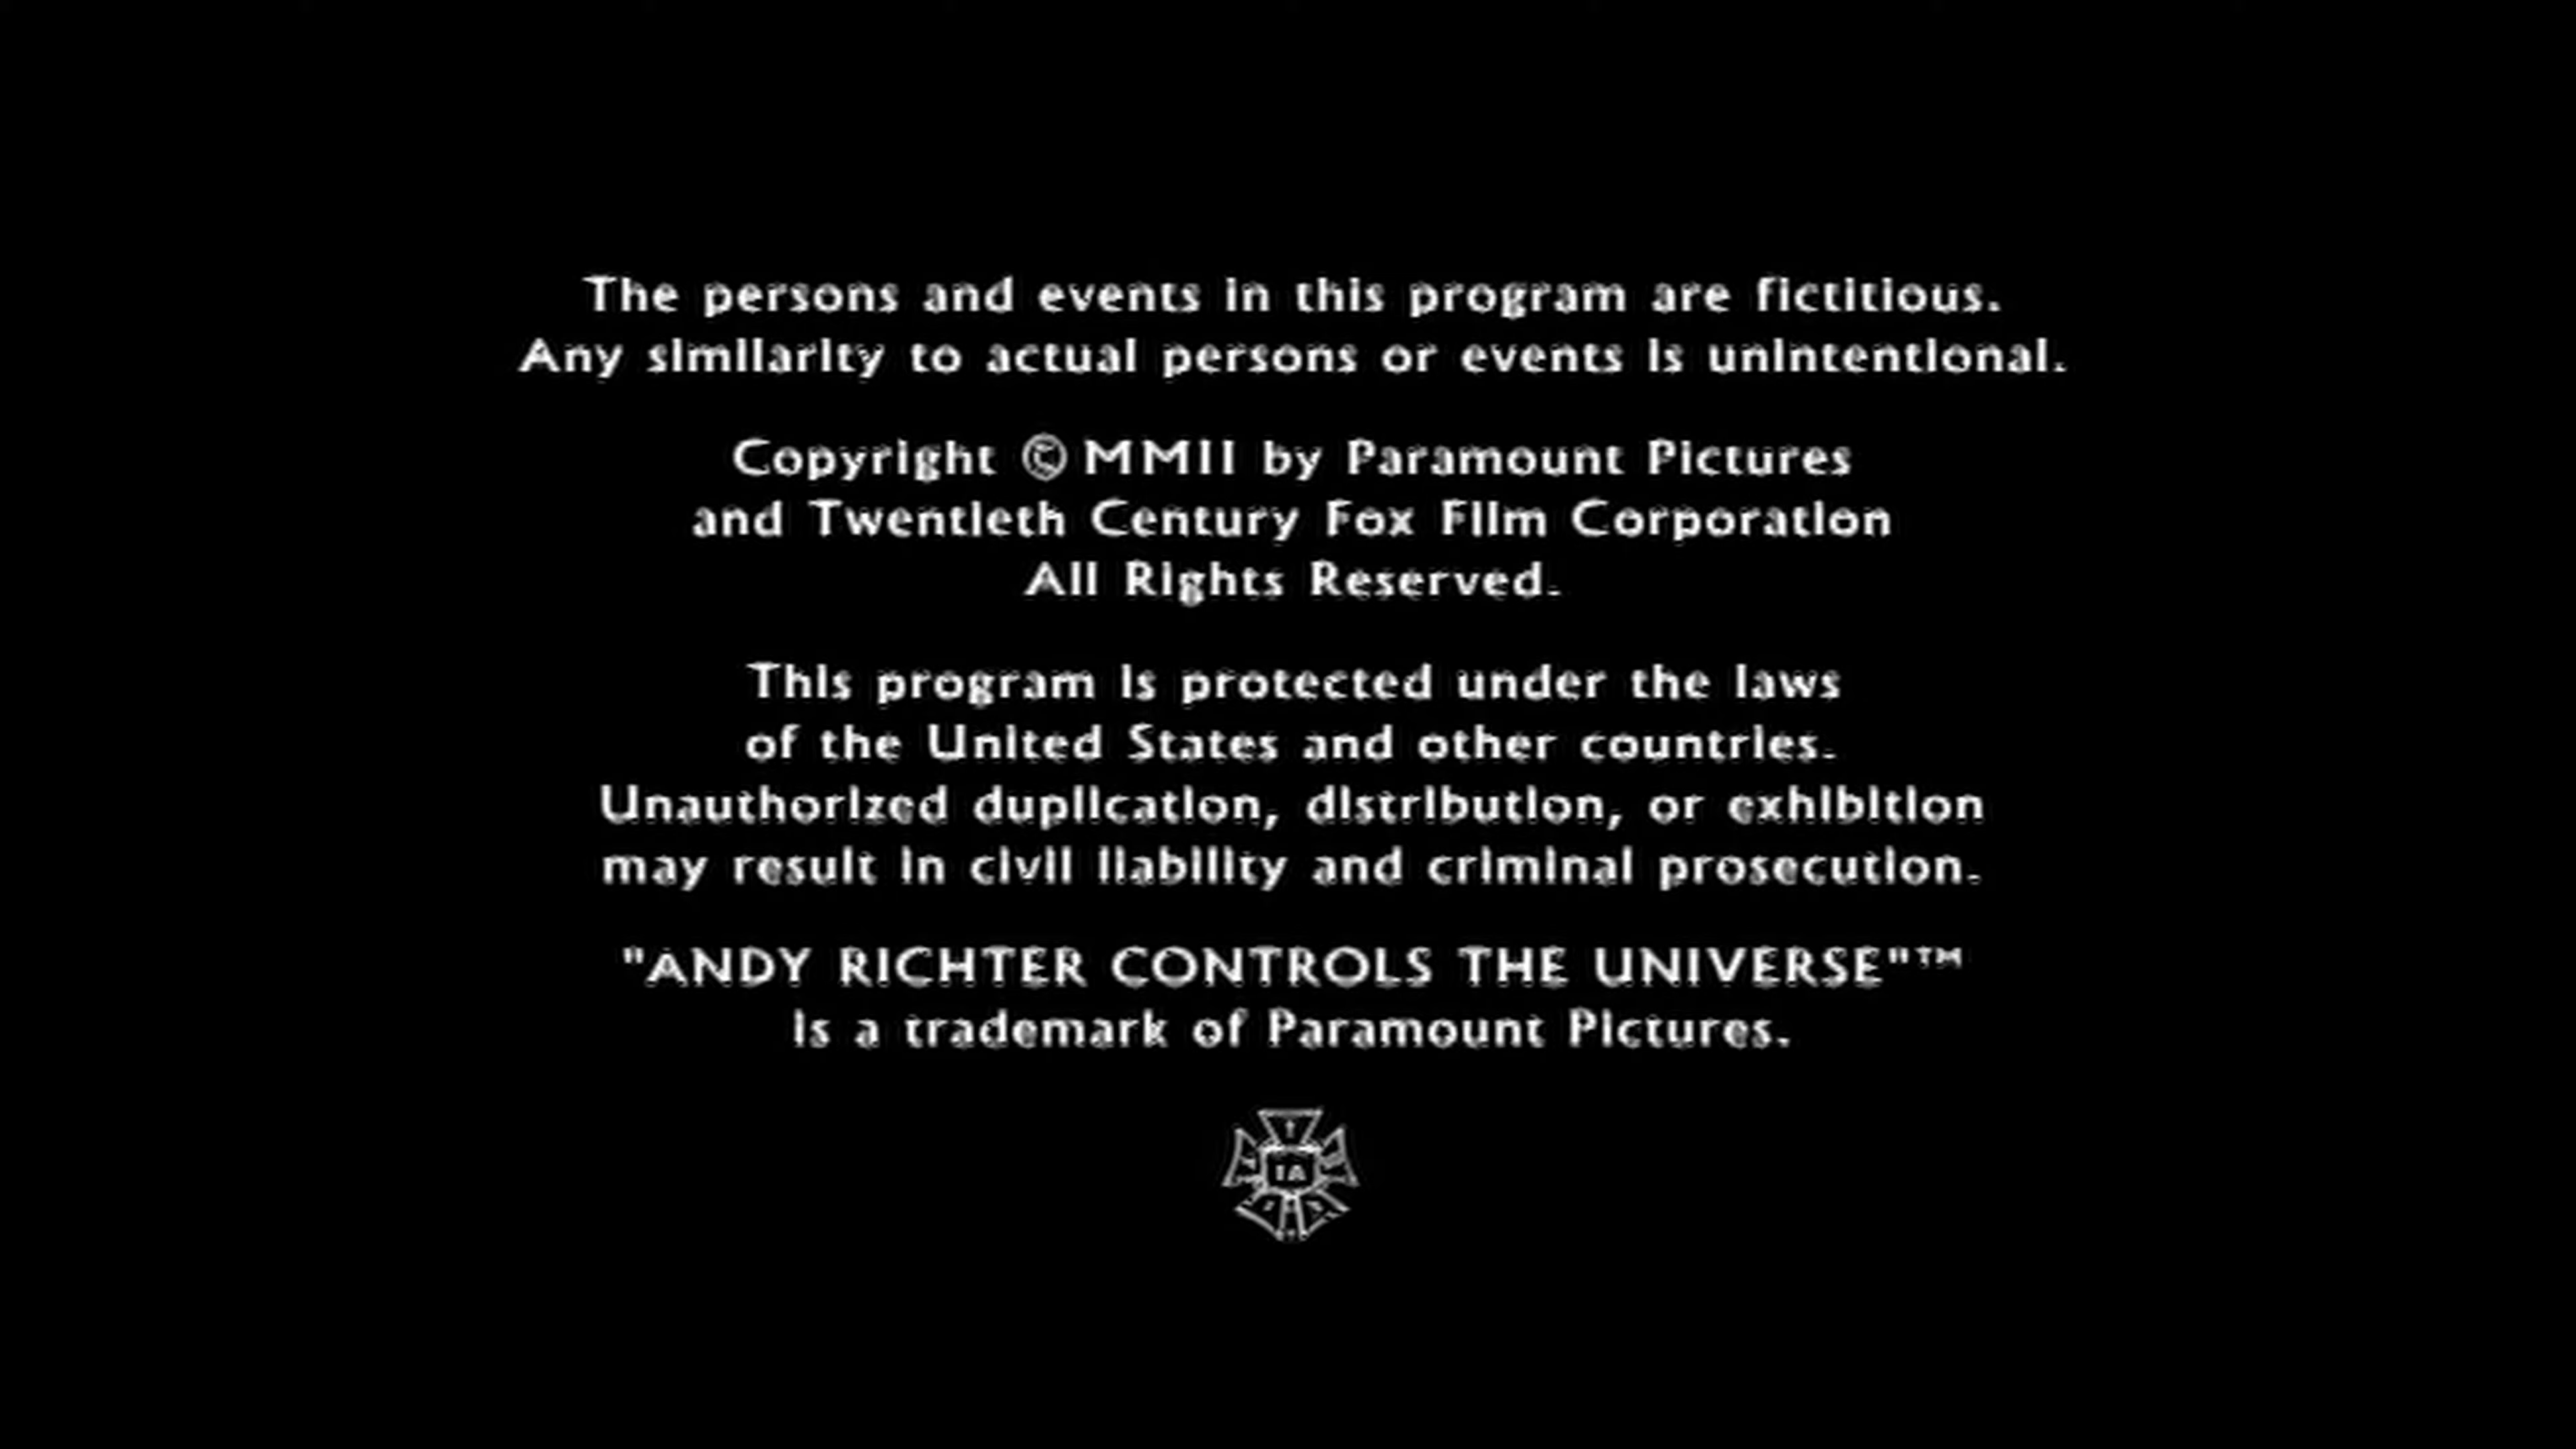 The persons and events in this program are fictitious.
Any similarity to actual persons or events is unintentional.
Copyright © MMII by Paramount Pictures
and Twentieth Century Fox Film Corporation
All Rights Reserved.
This program is protected under the laws
of the United States and other countries.
Unauthorized duplication, distribution, or exhibition
may result in civil liability and criminal prosecution.
"ANDY RICHTER CONTROLS THE UNIVERSE"™
is a trademark of Paramount Pictures.
IA